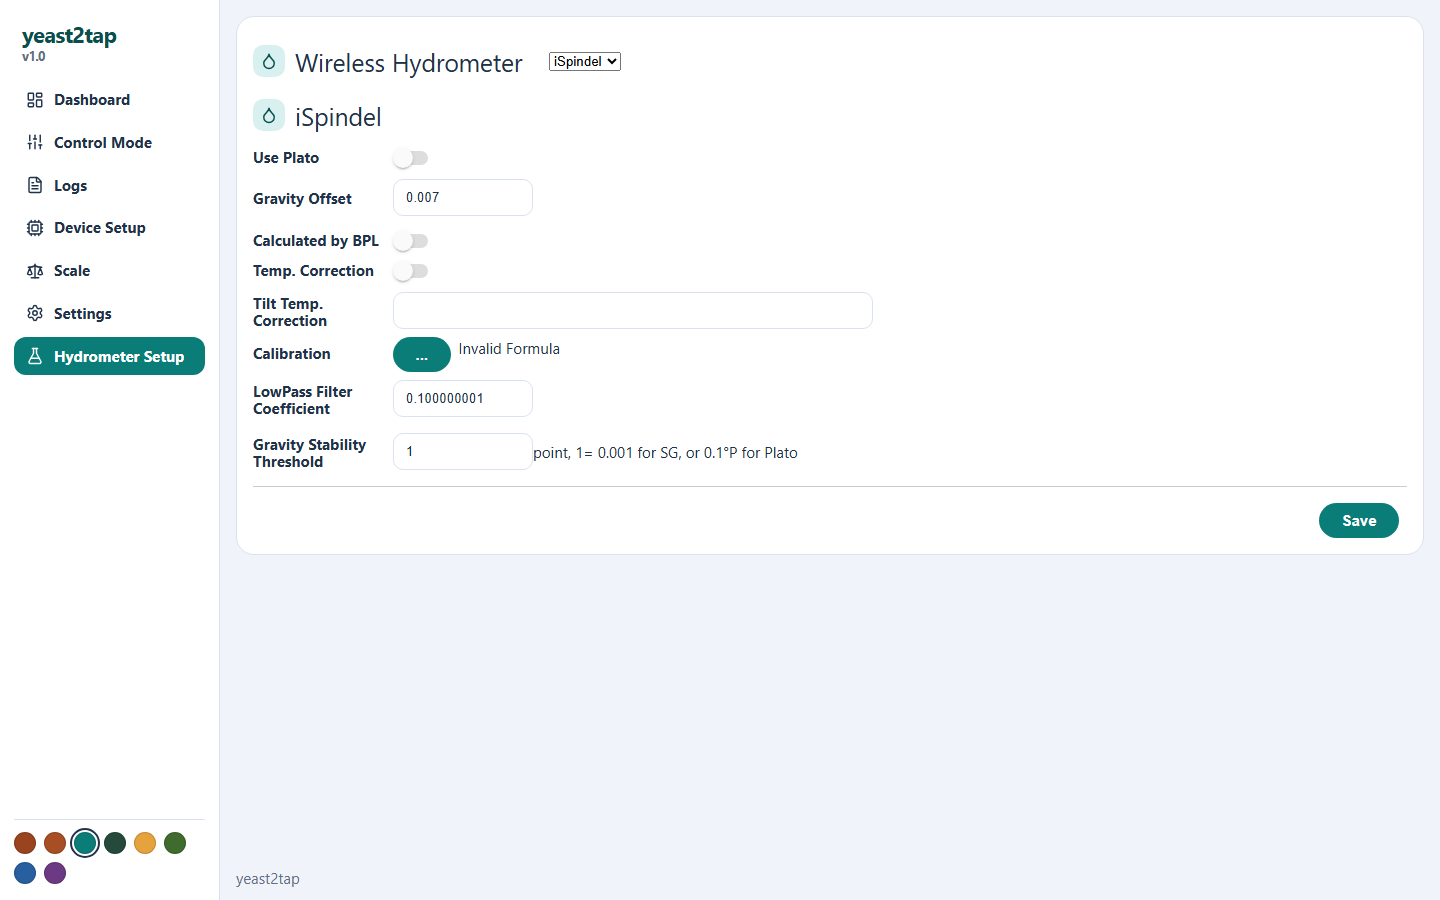 yeast2tap
v1.0
Dashboard
Control Mode
Logs
Device Setup
Scale
Settings
Hydrometer Setup
Wireless Hydrometer
iSpindel
iSpindel
Use Plato
Gravity Offset
0.007
Calculated by BPL
Temp. Correction
Tilt Temp.
Correction
Calibration
...
Invalid Formula
LowPass Filter
Coefficient
0.100000001
Gravity Stability
Threshold
1
point, 1= 0.001 for SG, or 0.1°P for Plato
Save
yeast2tap